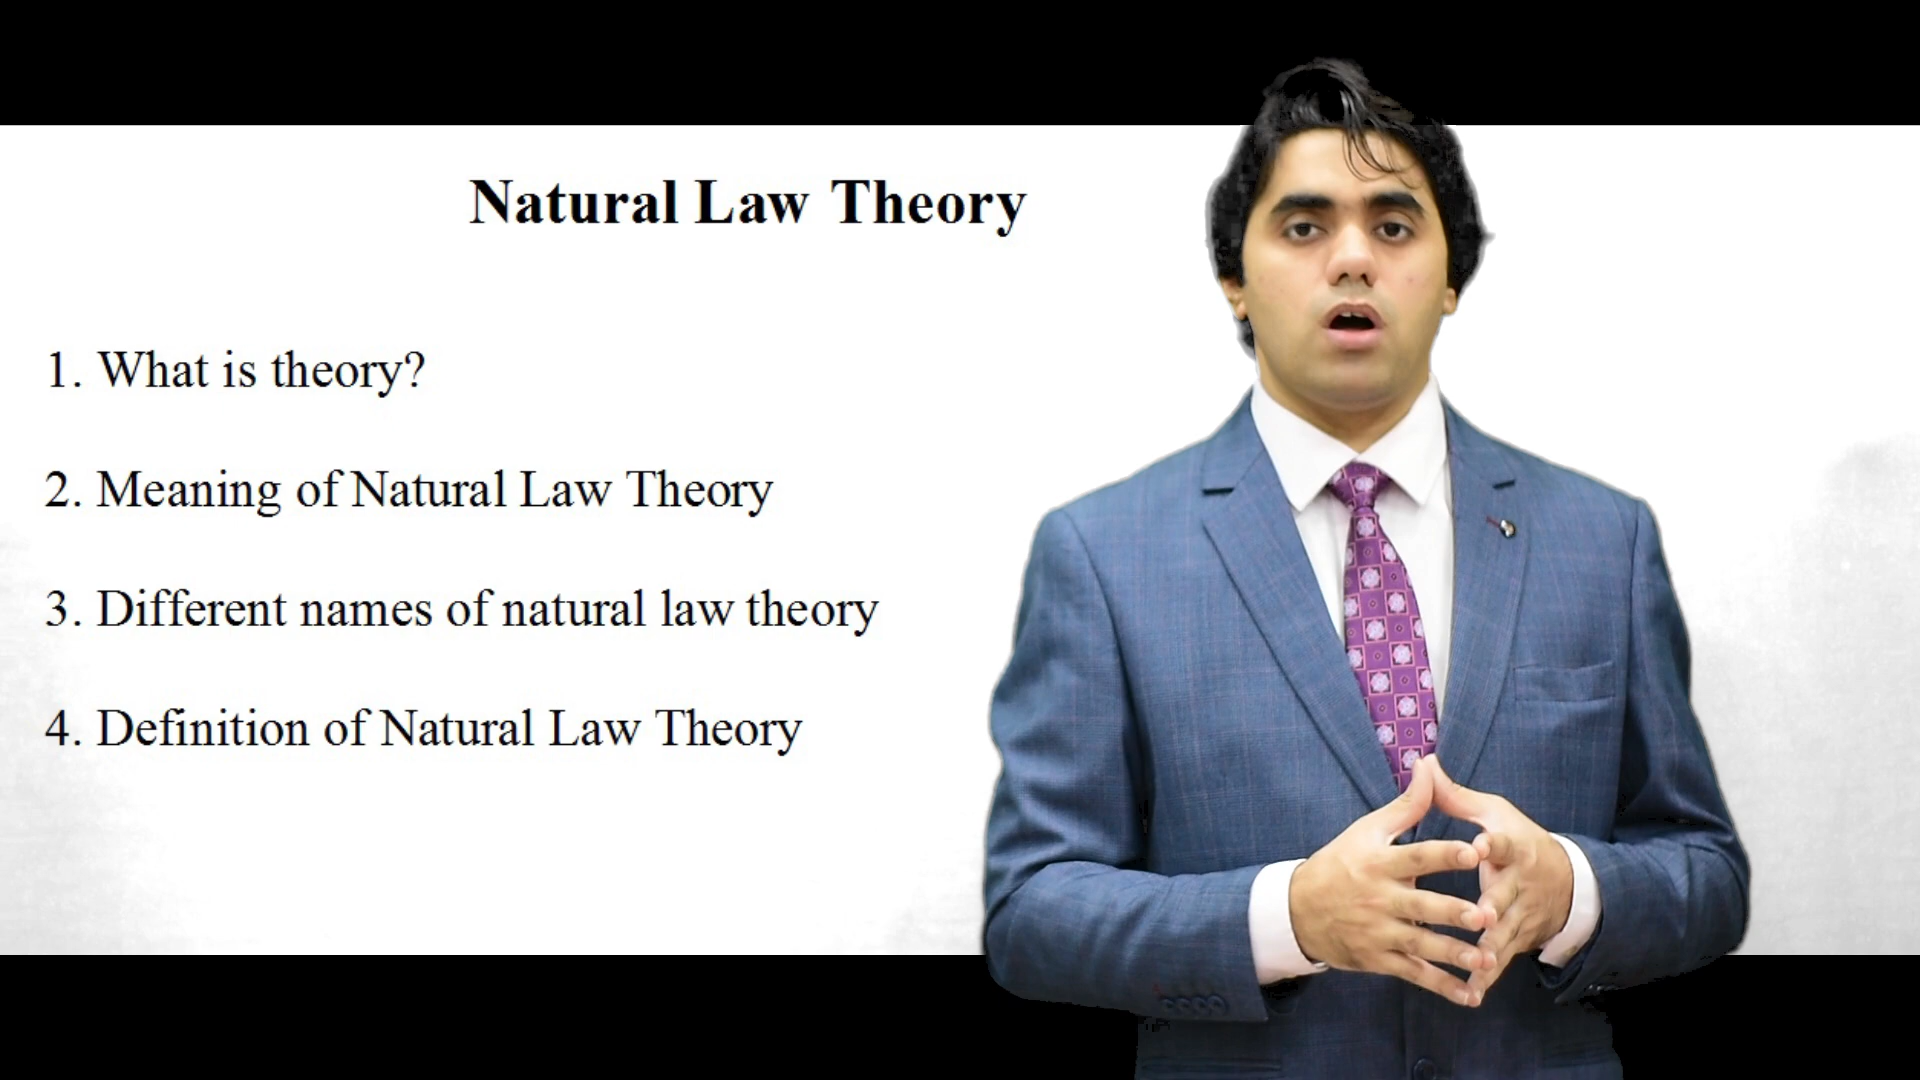 Natural Law Theory
1. What is theory?
2. Meaning of Natural Law Theory
3. Different names of natural law theory
4. Definition of Natural Law Theory